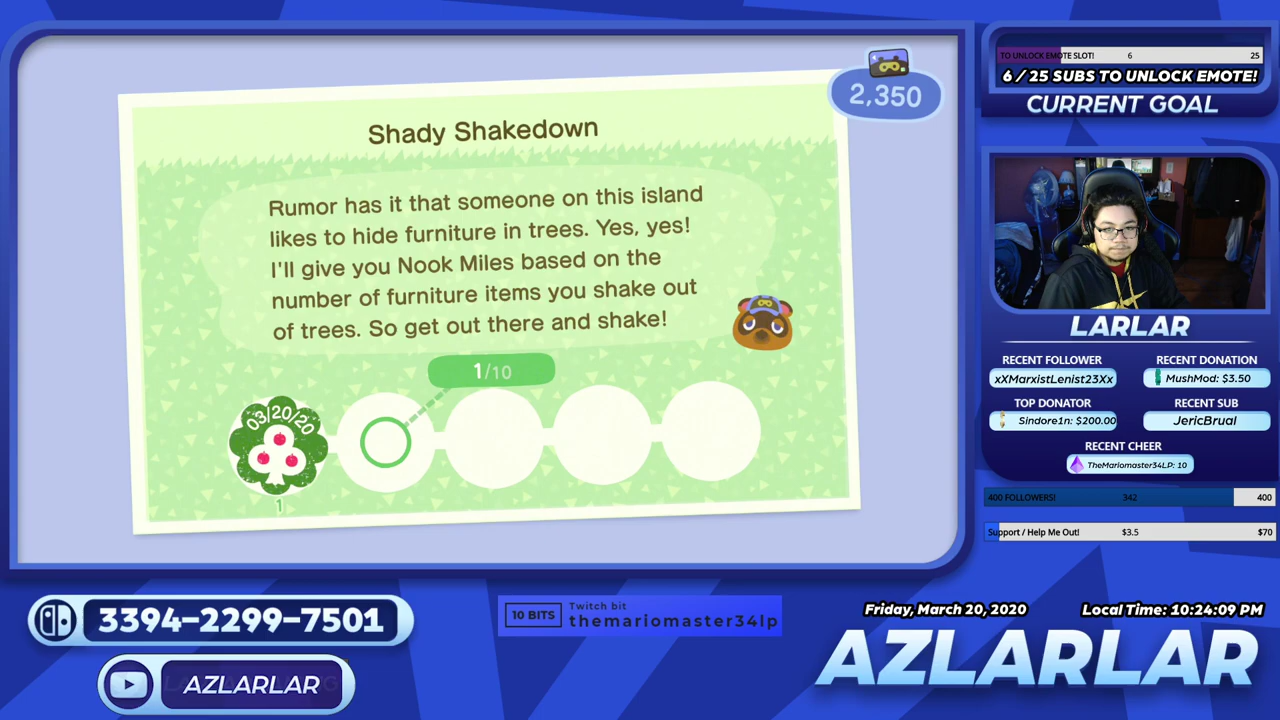 2,350
Shady Shakedown
Rumor has it that someone on this island
likes to hide furniture in trees. Yes, yes!
I'll give you Nook Miles based on the
number of furniture items you shake out
of trees. So get out there and shake!
1/10
03/20/20
1
TO UNLOCK EMOTE SLOT! 6 25
6 / 25 SUBS TO UNLOCK EMOTE!
CURRENT GOAL
LARLAR
RECENT FOLLOWER
xXMarxistLenist23Xx
RECENT DONATION
MushMod: $3.50
TOP DONATOR
Sindore1n: $200.00
RECENT SUB
JericBrual
RECENT CHEER
TheMariomaster34LP: 10
400 FOLLOWERS! 342 400
Support / Help Me Out! $3.5 $70
3394-2299-7501
AZLARLAR
10 BITS
Twitch bit
themariomaster34lp
Friday, March 20, 2020
Local Time: 10:24:09 PM
AZLARLAR